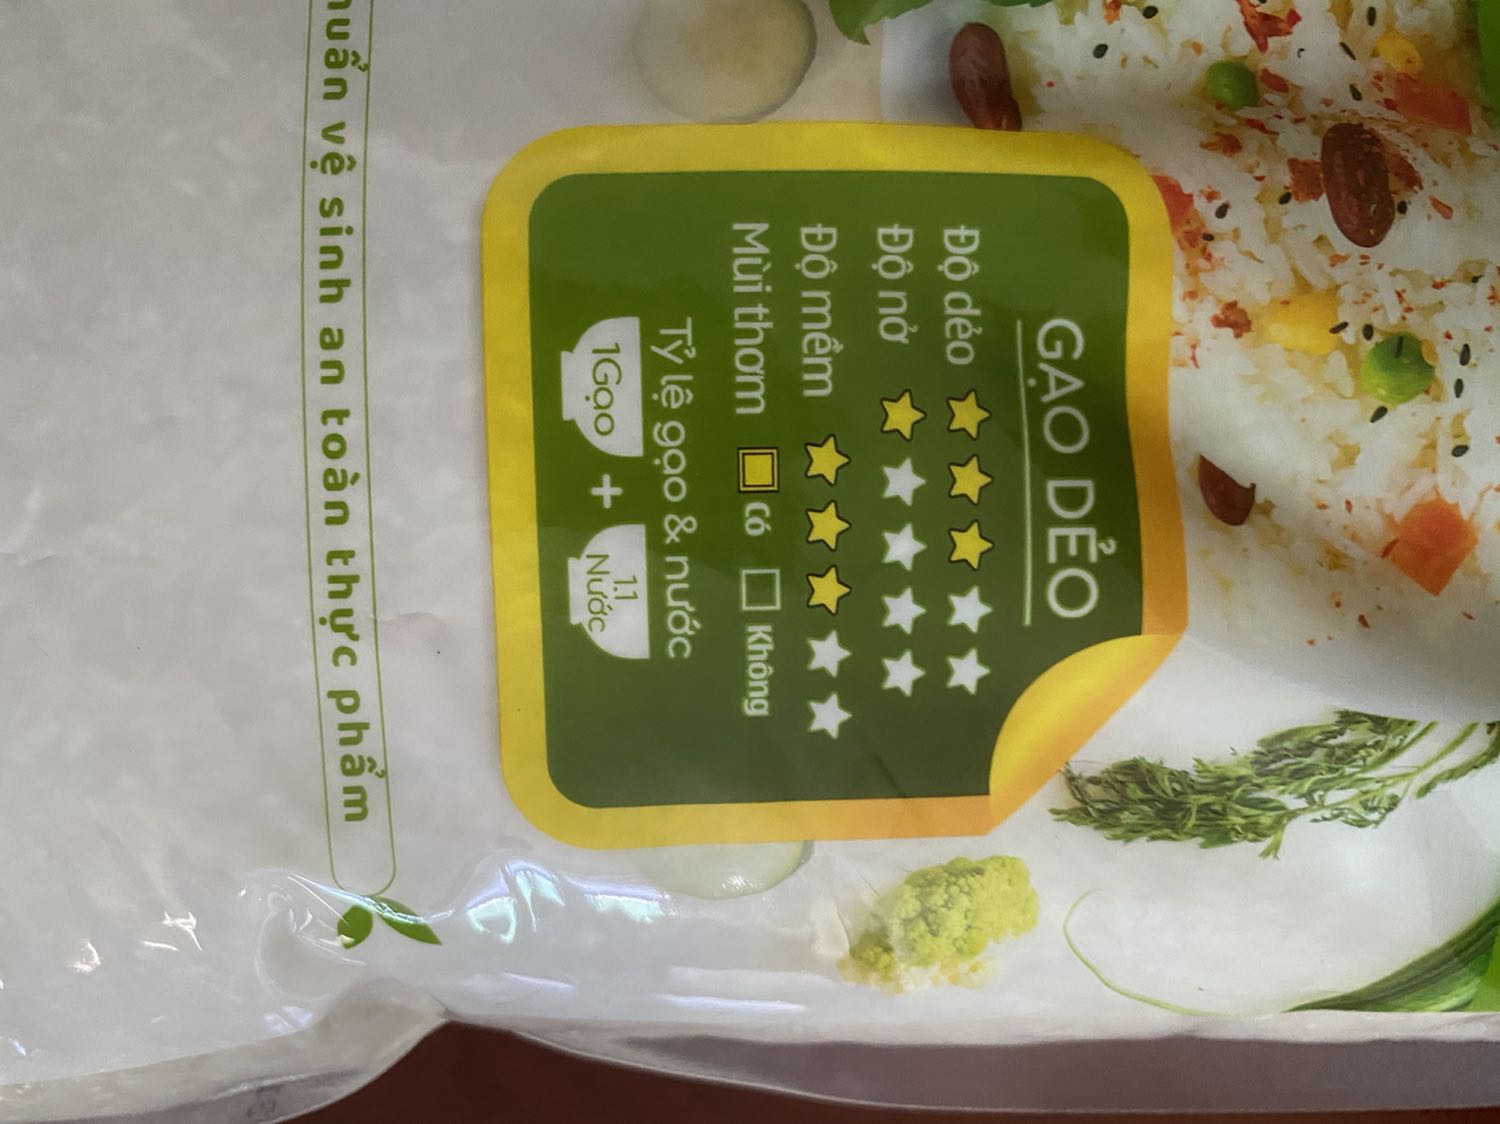 GẠO DẺO
Độ dẻo
Độ nở
Độ mềm
Mùi thơm Có Không
Tỷ lệ gạo & nước
1Gạo + 1.1 Nước
vệ sinh an toàn thực phẩm